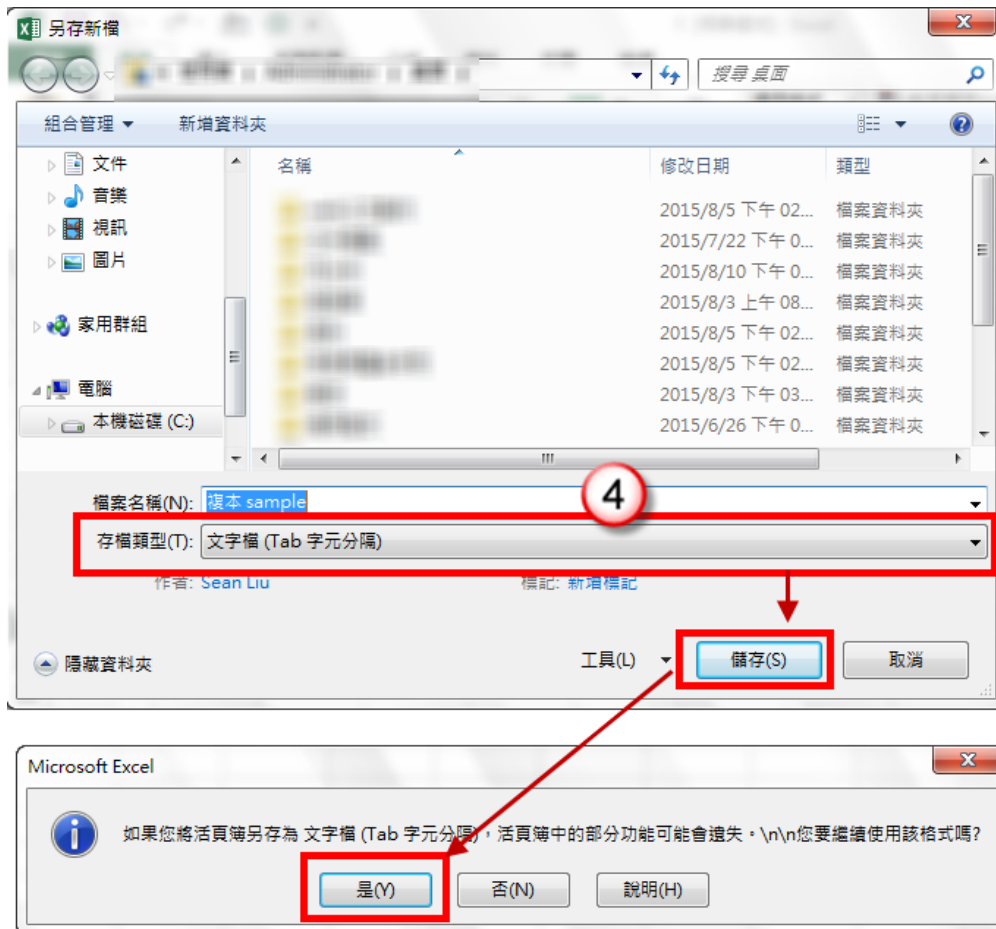 另存新檔
搜尋 桌面
組合管理 新增資料夾
名稱 修改日期 類型
文件
音樂
視訊
圖片
家用群組
電腦
本機磁碟 (C:)
2015/8/5 下午 02... 檔案資料夾
2015/7/22 下午 0... 檔案資料夾
2015/8/10 下午 0... 檔案資料夾
2015/8/3 上午 08... 檔案資料夾
2015/8/5 下午 02... 檔案資料夾
2015/8/5 下午 02... 檔案資料夾
2015/8/3 下午 03... 檔案資料夾
2015/6/26 下午 0... 檔案資料夾
4
檔案名稱(N): 複本 sample
存檔類型(T): 文字檔 (Tab 字元分隔)
作者: Sean Liu 標記: 新增標記
隱藏資料夾 工具(L) 儲存(S) 取消
Microsoft Excel
如果您將活頁簿另存為 文字檔 (Tab 字元分隔)，活頁簿中的部分功能可能會遺失。\n\n您要繼續使用該格式嗎?
是(Y) 否(N) 說明(H)